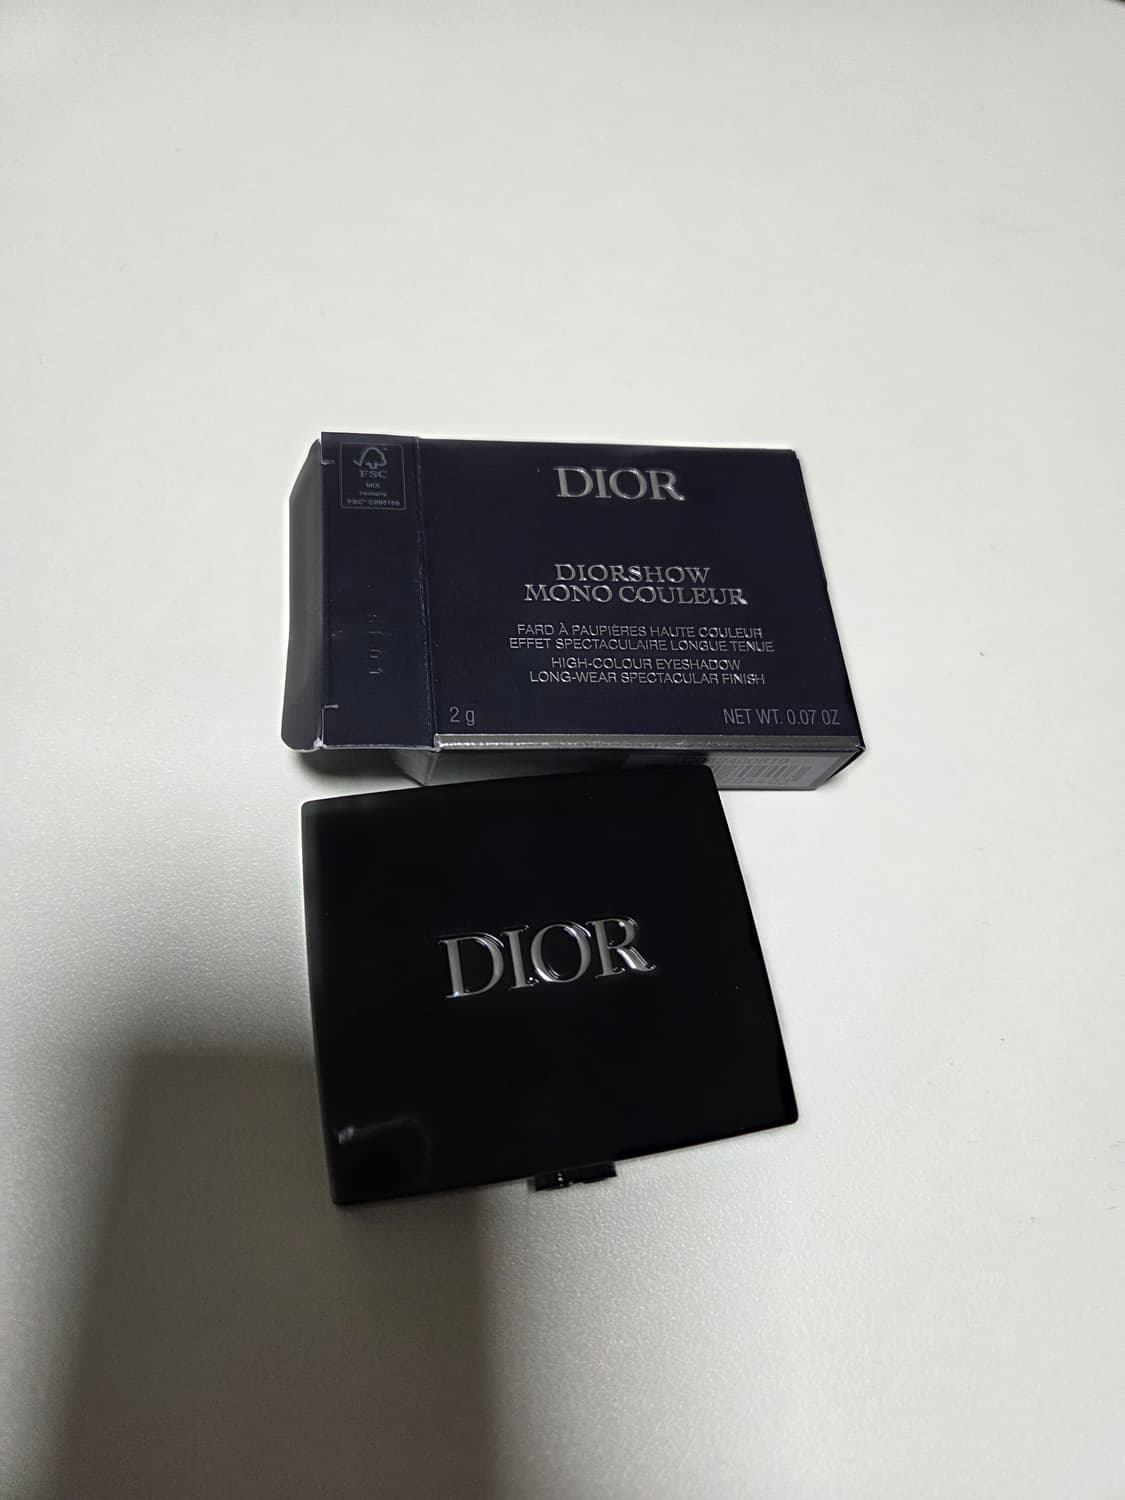 FSC
MIX
DIOR
DIORSHOW
MONO COULEUR
FARD À PAUPIÈRES HAUTE COULEUR
EFFET SPECTACULAIRE LONGUE TENUE
HIGH-COLOUR EYESHADOW
LONG-WEAR SPECTACULAR FINISH
2 g
NET WT. 0.07 OZ
DIOR